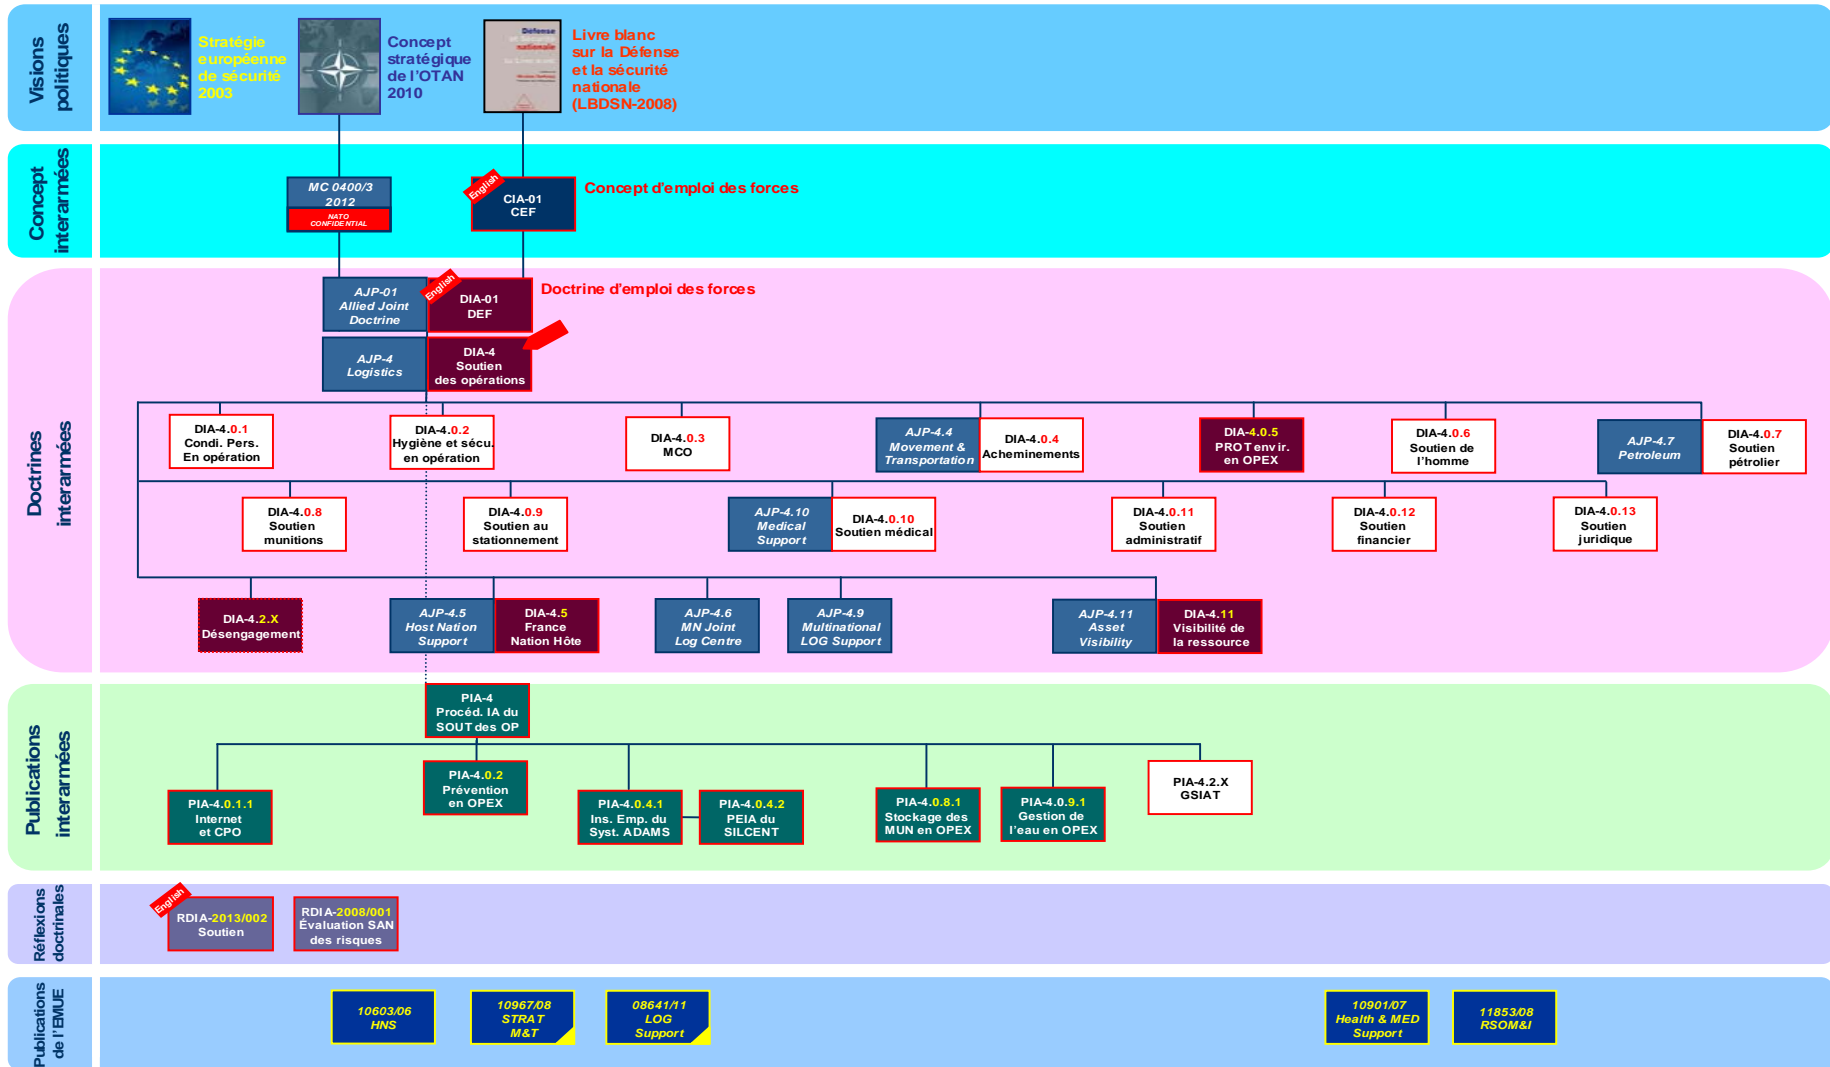 Visions
politiques
Stratégie
européenne
de sécurité
2003
Concept
stratégique
de l'OTAN
2010
Défense
et Sécurité
nationale
Livre blanc
sur la Défense
et la sécurité
nationale
(LBDSN-2008)
Concept
interarmées
MC 0400/3
2012
NATO
CONFIDENTIAL
English
CIA-01
CEF
Concept d'emploi des forces
Doctrines
interarmées
AJP-01
Allied Joint
Doctrine
English
DIA-01
DEF
Doctrine d'emploi des forces
AJP-4
Logistics
DIA-4
Soutien
des opérations
DIA-4.0.1
Condi. Pers.
En opération
DIA-4.0.2
Hygiène et sécu.
en opération
DIA-4.0.3
MCO
AJP-4.4
Movement &
Transportation
DIA-4.0.4
Acheminements
DIA-4.0.5
PROT envir.
en OPEX
DIA-4.0.6
Soutien de
l'homme
AJP-4.7
Petroleum
DIA-4.0.7
Soutien
pétrolier
DIA-4.0.8
Soutien
munitions
DIA-4.0.9
Soutien au
stationnement
AJP-4.10
Medical
Support
DIA-4.0.10
Soutien médical
DIA-4.0.11
Soutien
administratif
DIA-4.0.12
Soutien
financier
DIA-4.0.13
Soutien
juridique
DIA-4.2.X
Désengagement
AJP-4.5
Host Nation
Support
DIA-4.5
France
Nation Hôte
AJP-4.6
MN Joint
Log Centre
AJP-4.9
Multinational
LOG Support
AJP-4.11
Asset
Visibility
DIA-4.11
Visibilité de
la ressource
Publications
interarmées
PIA-4
Procéd. IA du
SOUT des OP
PIA-4.0.1.1
Internet
et CPO
PIA-4.0.2
Prévention
en OPEX
PIA-4.0.4.1
Ins. Emp. du
Syst. ADAMS
PIA-4.0.4.2
PEIA du
SILCENT
PIA-4.0.8.1
Stockage des
MUN en OPEX
PIA-4.0.9.1
Gestion de
l'eau en OPEX
PIA-4.2.X
GSIAT
Réflexions
doctrinales
English
RDIA-2013/002
Soutien
RDIA-2008/001
Évaluation SAN
des risques
Publications
de l'EMUE
10603/06
HNS
10967/08
STRAT
M&T
08641/11
LOG
Support
10901/07
Health & MED
Support
11853/08
RSOM&I